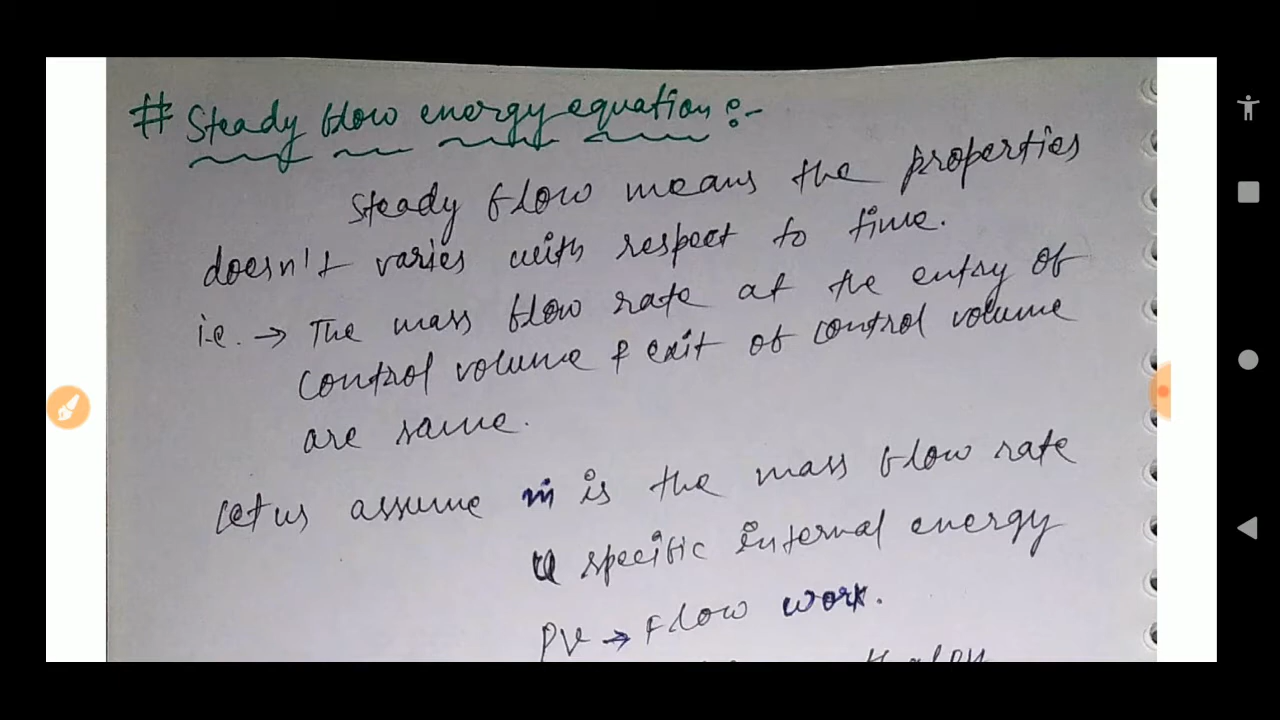 # Steady flow energy equation :-
Steady flow means the properties
doesn't varies with respect to time.
i.e. → The mass flow rate at the entry of
control volume & exit of control volume
are same.
Let us assume ṁ is the mass flow rate
u specific internal energy
PV → Flow work.